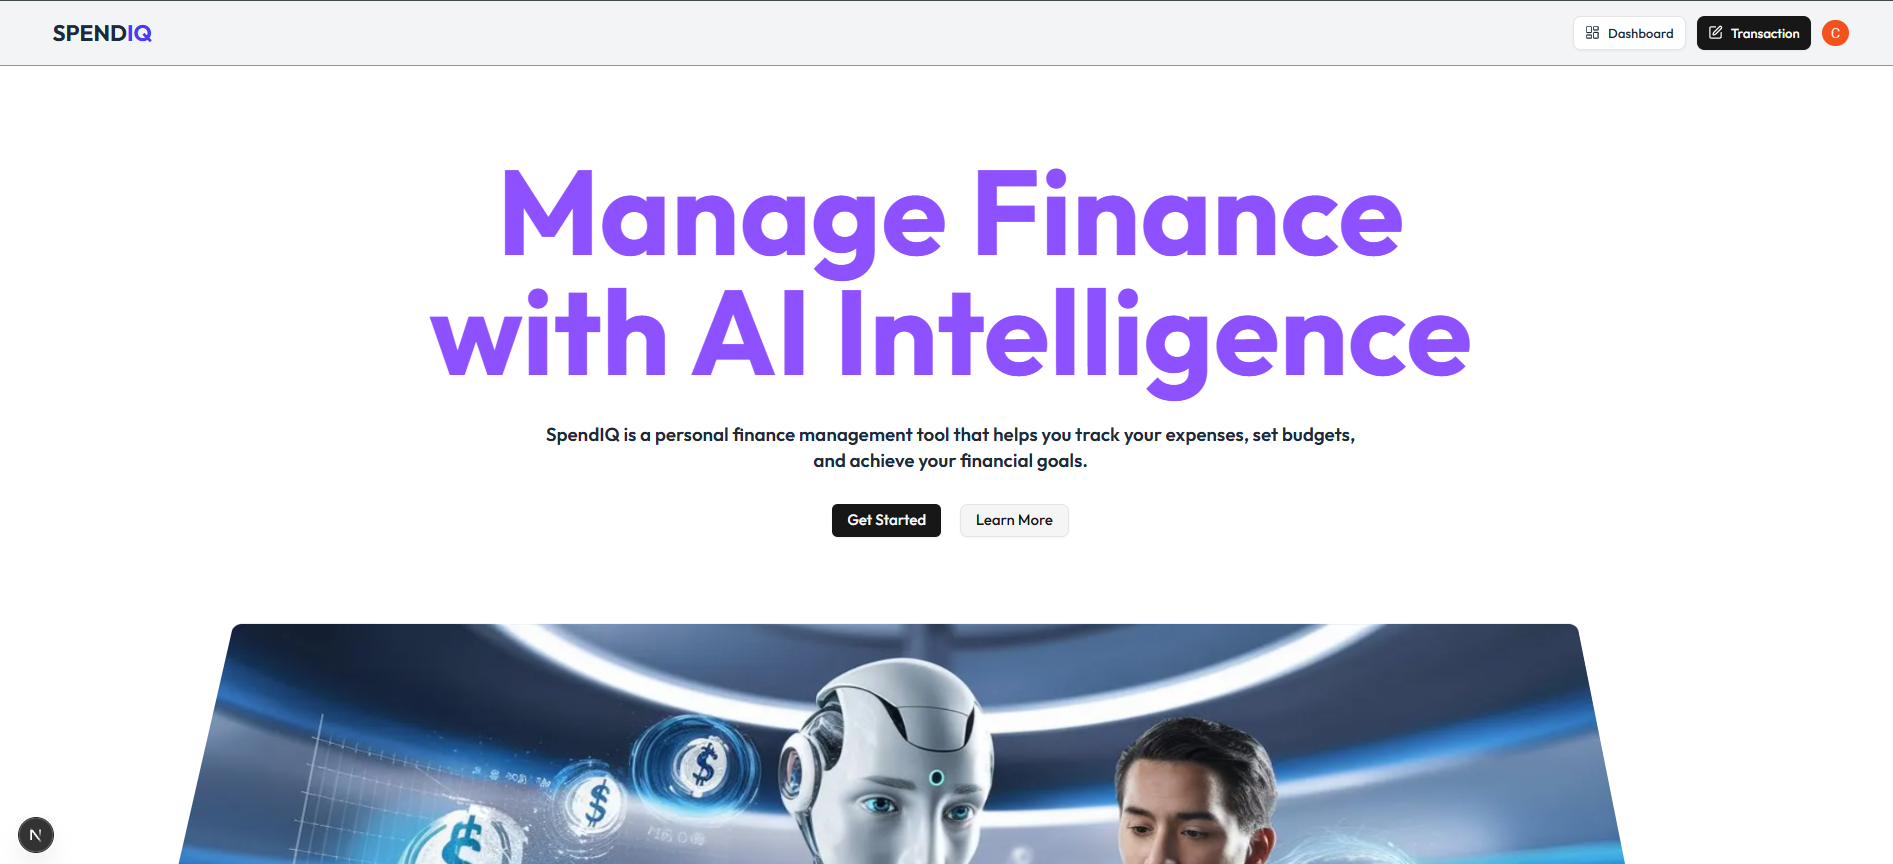 SPENDIQ
Dashboard
Transaction
C
Manage Finance
with AI Intelligence
SpendIQ is a personal finance management tool that helps you track your expenses, set budgets,
and achieve your financial goals.
Get Started
Learn More
$
$
$
N